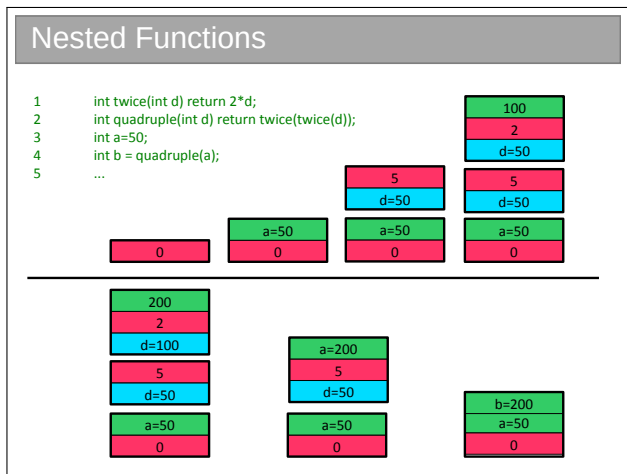 Nested Functions
1 int twice(int d) return 2*d;
2 int quadruple(int d) return twice(twice(d));
3 int a=50;
4 int b = quadruple(a);
5 ...
0
a=50
0
5
d=50
a=50
0
100
2
d=50
5
d=50
a=50
0
200
2
d=100
5
d=50
a=50
0
a=200
5
d=50
a=50
0
b=200
a=50
0